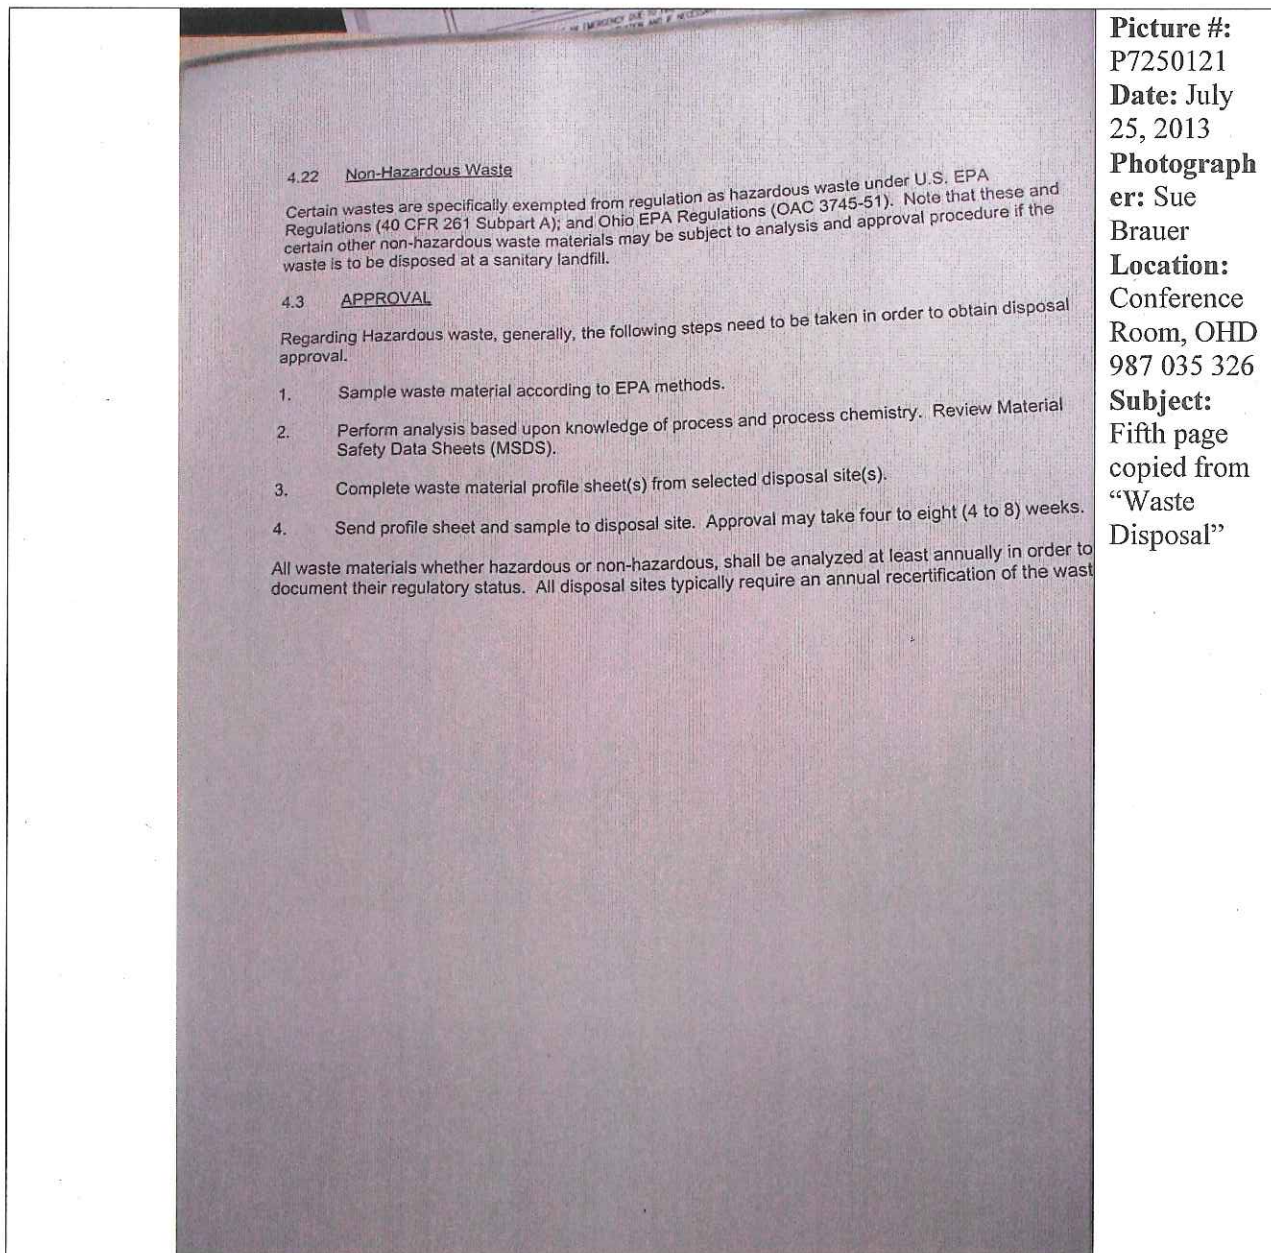 HE EMERGENCY DUE TO
AND IF NECESSARY
4.22 Non-Hazardous Waste
Certain wastes are specifically exempted from regulation as hazardous waste under U.S. EPA
Regulations (40 CFR 261 Subpart A); and Ohio EPA Regulations (OAC 3745-51). Note that these and
certain other non-hazardous waste materials may be subject to analysis and approval procedure if the
waste is to be disposed at a sanitary landfill.
4.3 APPROVAL
Regarding Hazardous waste, generally, the following steps need to be taken in order to obtain disposal
approval.
1. Sample waste material according to EPA methods.
2. Perform analysis based upon knowledge of process and process chemistry. Review Material
Safety Data Sheets (MSDS).
3. Complete waste material profile sheet(s) from selected disposal site(s).
4. Send profile sheet and sample to disposal site. Approval may take four to eight (4 to 8) weeks.
All waste materials whether hazardous or non-hazardous, shall be analyzed at least annually in order to
document their regulatory status. All disposal sites typically require an annual recertification of the wast
Picture #:
P7250121
Date: July
25, 2013
Photograph
er: Sue
Brauer
Location:
Conference
Room, OHD
987 035 326
Subject:
Fifth page
copied from
“Waste
Disposal”